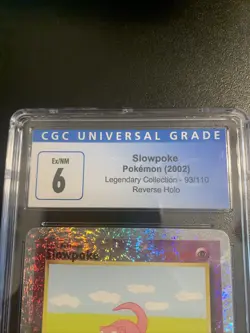 CGC UNIVERSAL GRADE
Ex/NM
6
Slowpoke
Pokémon (2002)
Legendary Collection - 93/110
Reverse Holo
Slowpoke